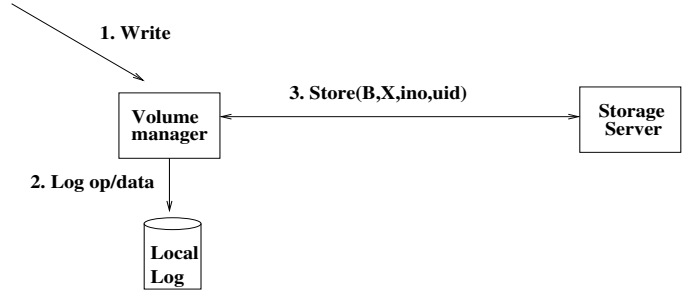 1. Write
3. Store(B,X,ino,uid)
Volume
manager
Storage
Server
2. Log op/data
Local
Log